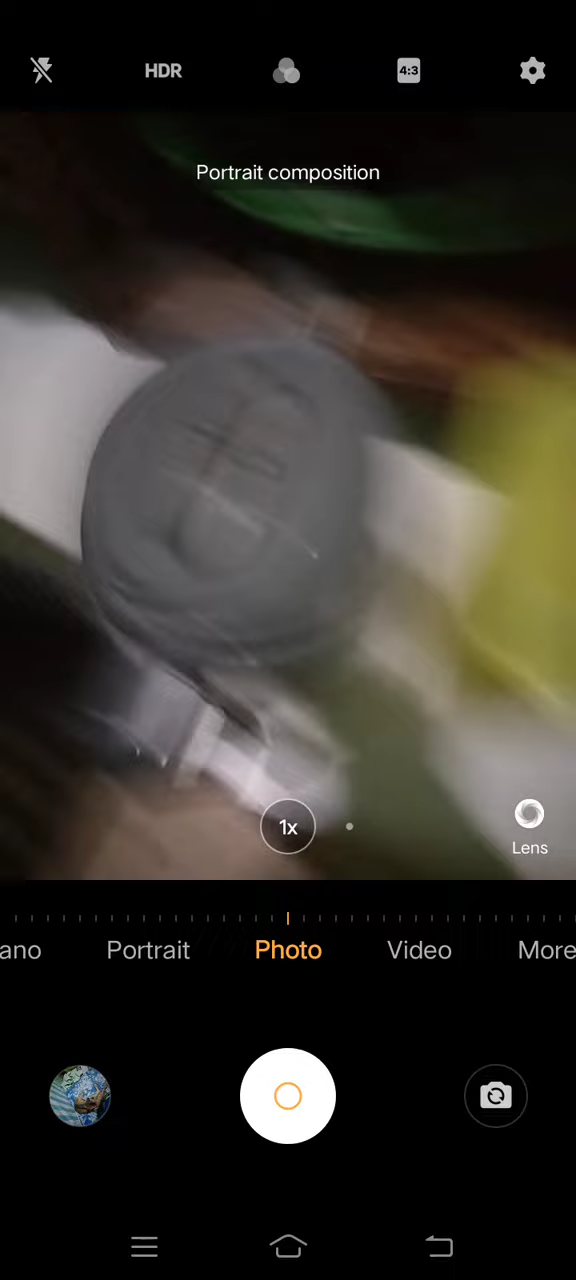 HDR
4:3
Portrait composition
1x
Lens
ano
Portrait
Photo
Video
More